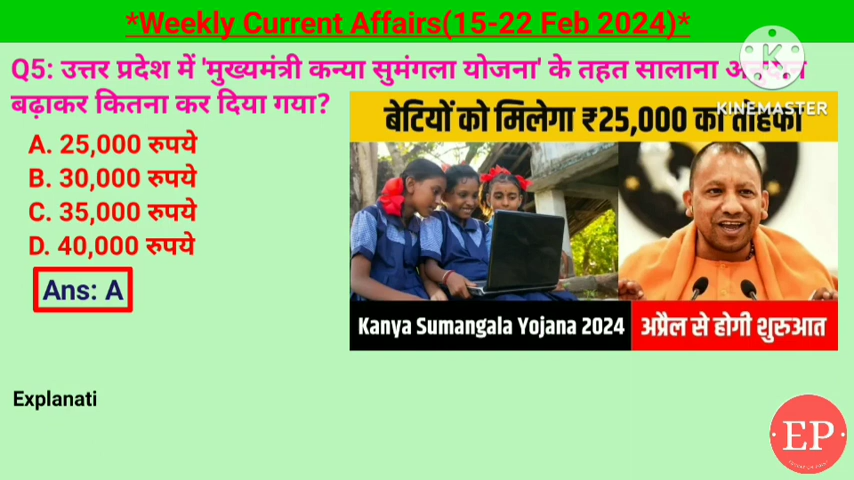 *Weekly Current Affairs(15-22 Feb 2024)*
Q5: उत्तर प्रदेश में 'मुख्यमंत्री कन्या सुमंगला योजना' के तहत सालाना अनुदान
बढ़ाकर कितना कर दिया गया?
A. 25,000 रुपये
B. 30,000 रुपये
C. 35,000 रुपये
D. 40,000 रुपये
Ans: A
K
KINEMASTER
बेटियों को मिलेगा ₹25,000 का तोहफा
Kanya Sumangala Yojana 2024
अप्रैल से होगी शुरुआत
Explanati
EP